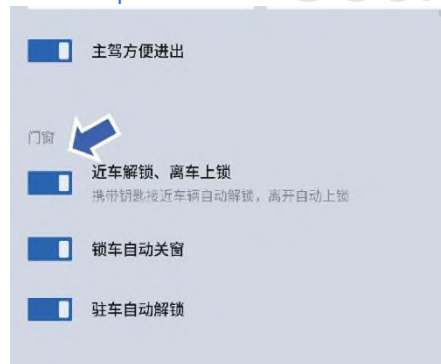 主驾方便进出
门窗
近车解锁、离车上锁
携带钥匙接近车辆自动解锁，离开自动上锁
锁车自动关窗
驻车自动解锁